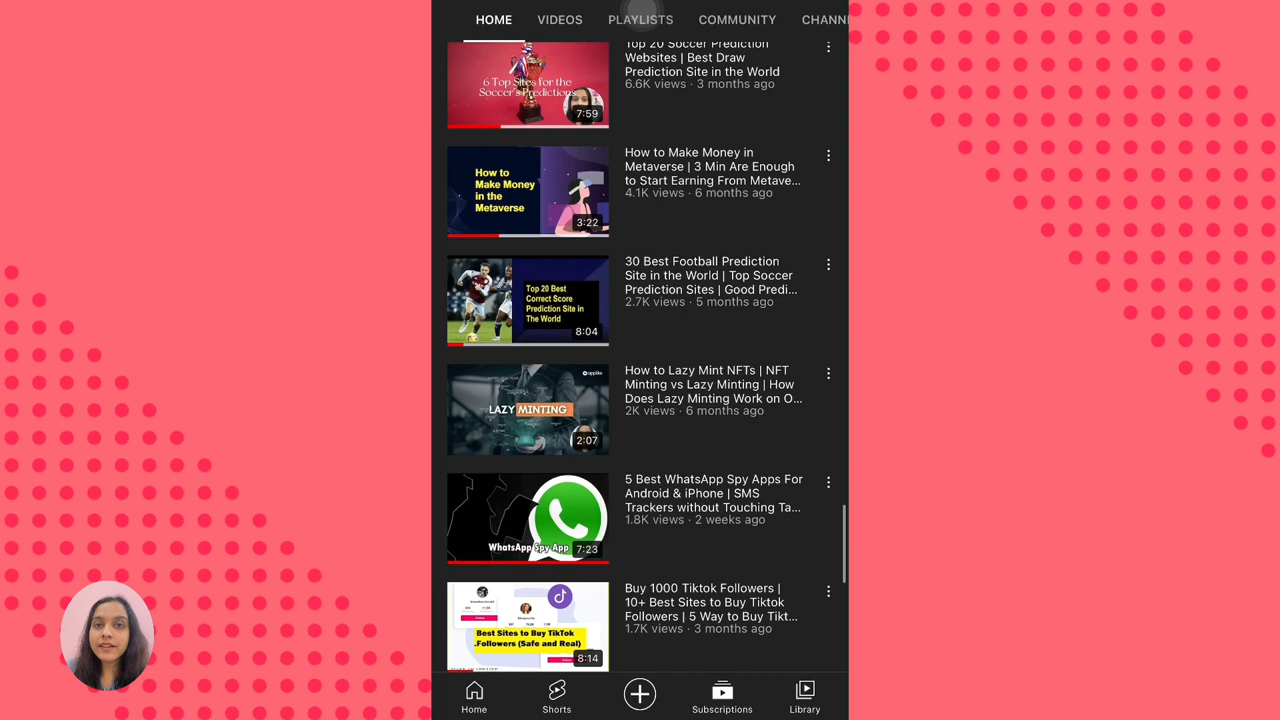 HOME VIDEOS PLAYLISTS COMMUNITY CHANN
6 Top Sites for the
Soccer's Predictions
7:59
Top 20 Soccer Prediction
Websites | Best Draw
Prediction Site in the World
6.6K views · 3 months ago
How to
Make Money
in the
Metaverse
3:22
How to Make Money in
Metaverse | 3 Min Are Enough
to Start Earning From Metave...
4.1K views · 6 months ago
Top 20 Best
Correct Score
Prediction Site in
The World
8:04
30 Best Football Prediction
Site in the World | Top Soccer
Prediction Sites | Good Predi...
2.7K views · 5 months ago
applike
LAZY MINTING
2:07
How to Lazy Mint NFTs | NFT
Minting vs Lazy Minting | How
Does Lazy Minting Work on O...
2K views · 6 months ago
WhatsApp Spy App
7:23
5 Best WhatsApp Spy Apps For
Android & iPhone | SMS
Trackers without Touching Ta...
1.8K views · 2 weeks ago
Best Sites to Buy TikTok
Followers (Safe and Real)
8:14
Buy 1000 Tiktok Followers |
10+ Best Sites to Buy Tiktok
Followers | 5 Way to Buy Tikt...
1.7K views · 3 months ago
Home Shorts Subscriptions Library